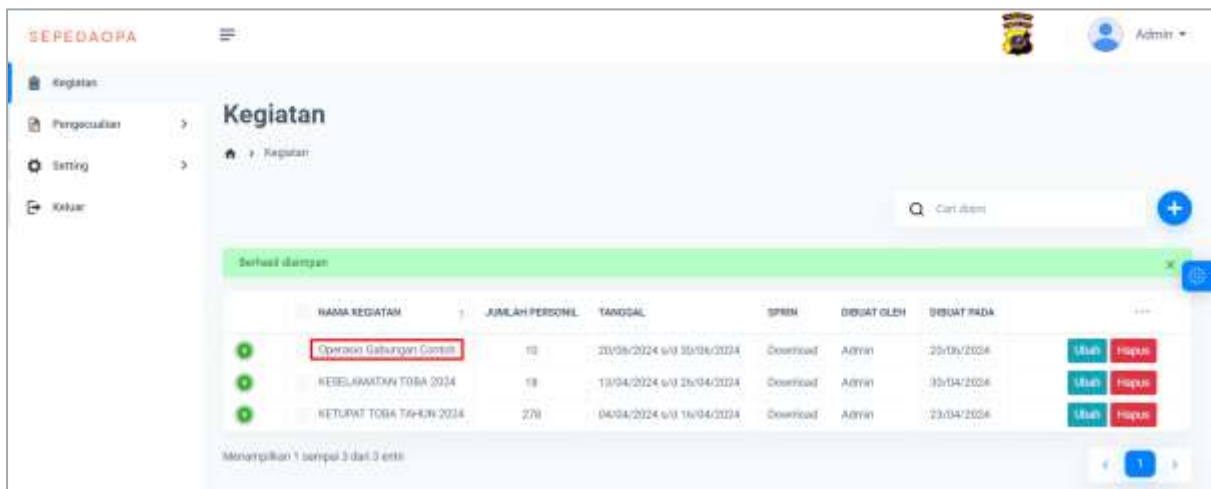 SEPEDAOPA
Admin
Kegiatan
Pengecualian
Setting
Keluar
Kegiatan
Kegiatan
Cari disini
Berhasil disimpan
NAMA KEGIATAN JUMLAH PERSONIL TANGGAL SPRIN DIBUAT OLEH DIBUAT PADA
Operasio Gabungan Contoh 10 20/06/2024 s/d 30/06/2024 Download Admin 20/06/2024 Ubah Hapus
KESELAMATAN TOBA 2024 18 13/04/2024 s/d 26/04/2024 Download Admin 30/04/2024 Ubah Hapus
KETUPAT TOBA TAHUN 2024 278 04/04/2024 s/d 16/04/2024 Download Admin 23/04/2024 Ubah Hapus
Menampilkan 1 sampai 3 dari 3 entri
1